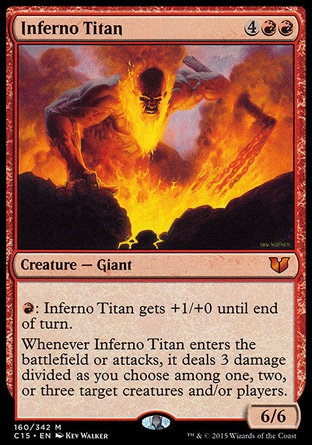 Inferno Titan 4
Creature — Giant
: Inferno Titan gets +1/+0 until end
of turn.
Whenever Inferno Titan enters the
battlefield or attacks, it deals 3 damage
divided as you choose among one, two,
or three target creatures and/or players.
160/342 M
C15 • EN Kev Walker
™ & © 2015 Wizards of the Coast
6/6